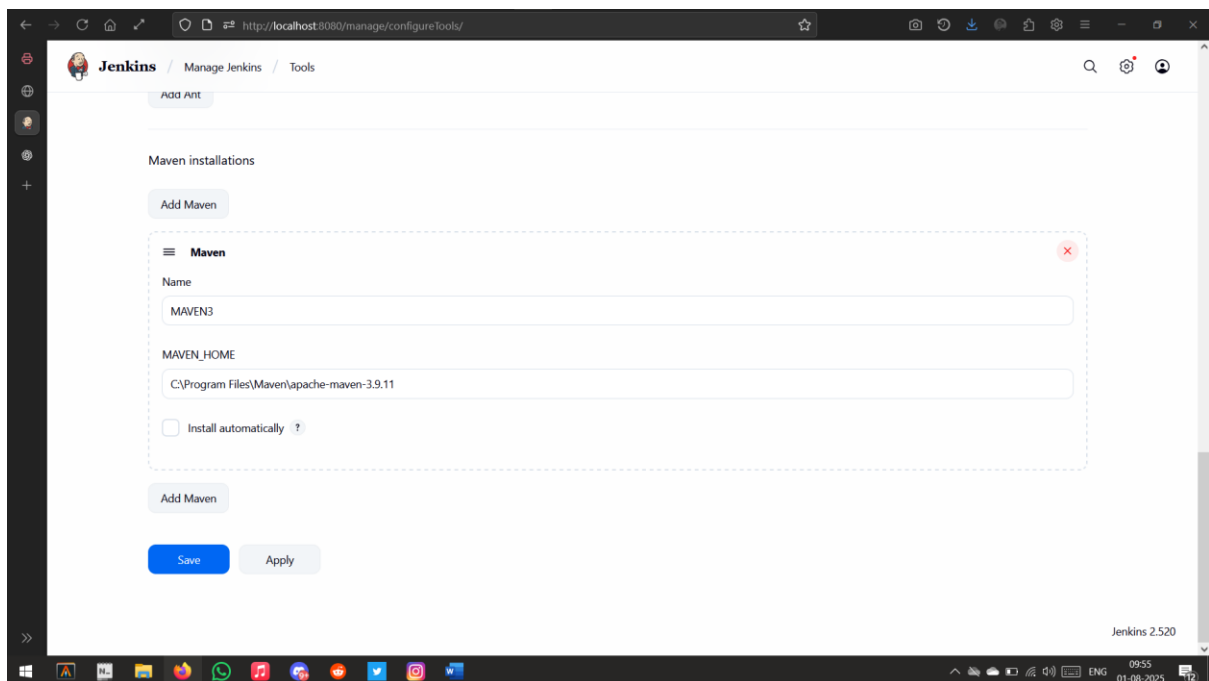 http://localhost:8080/manage/configureTools/
Jenkins / Manage Jenkins / Tools
Add Ant
Maven installations
Add Maven
Maven
Name
MAVEN3
MAVEN_HOME
C:\Program Files\Maven\apache-maven-3.9.11
Install automatically ?
Add Maven
Save Apply
Jenkins 2.520
ENG 09:55
01-08-2025